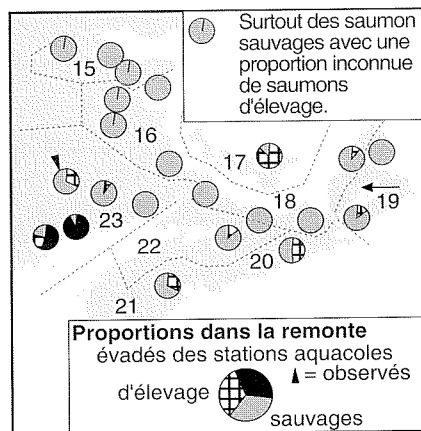 Surtout des saumon
sauvages avec une
proportion inconnue
de saumons
d'élevage.
15
16
17
18
19
23
22
20
21
Proportions dans la remonte
évadés des stations aquacoles
= observés
d'élevage
sauvages